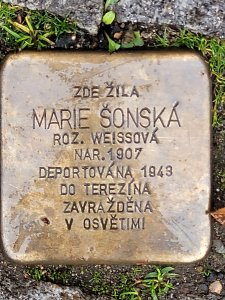 ZDE ŽILA
MARIE ŠONSKÁ
ROZ. WEISSOVÁ
NAR. 1907
DEPORTOVÁNA 1943
DO TEREZÍNA
ZAVRAŽDĚNA
V OSVĚTIMI